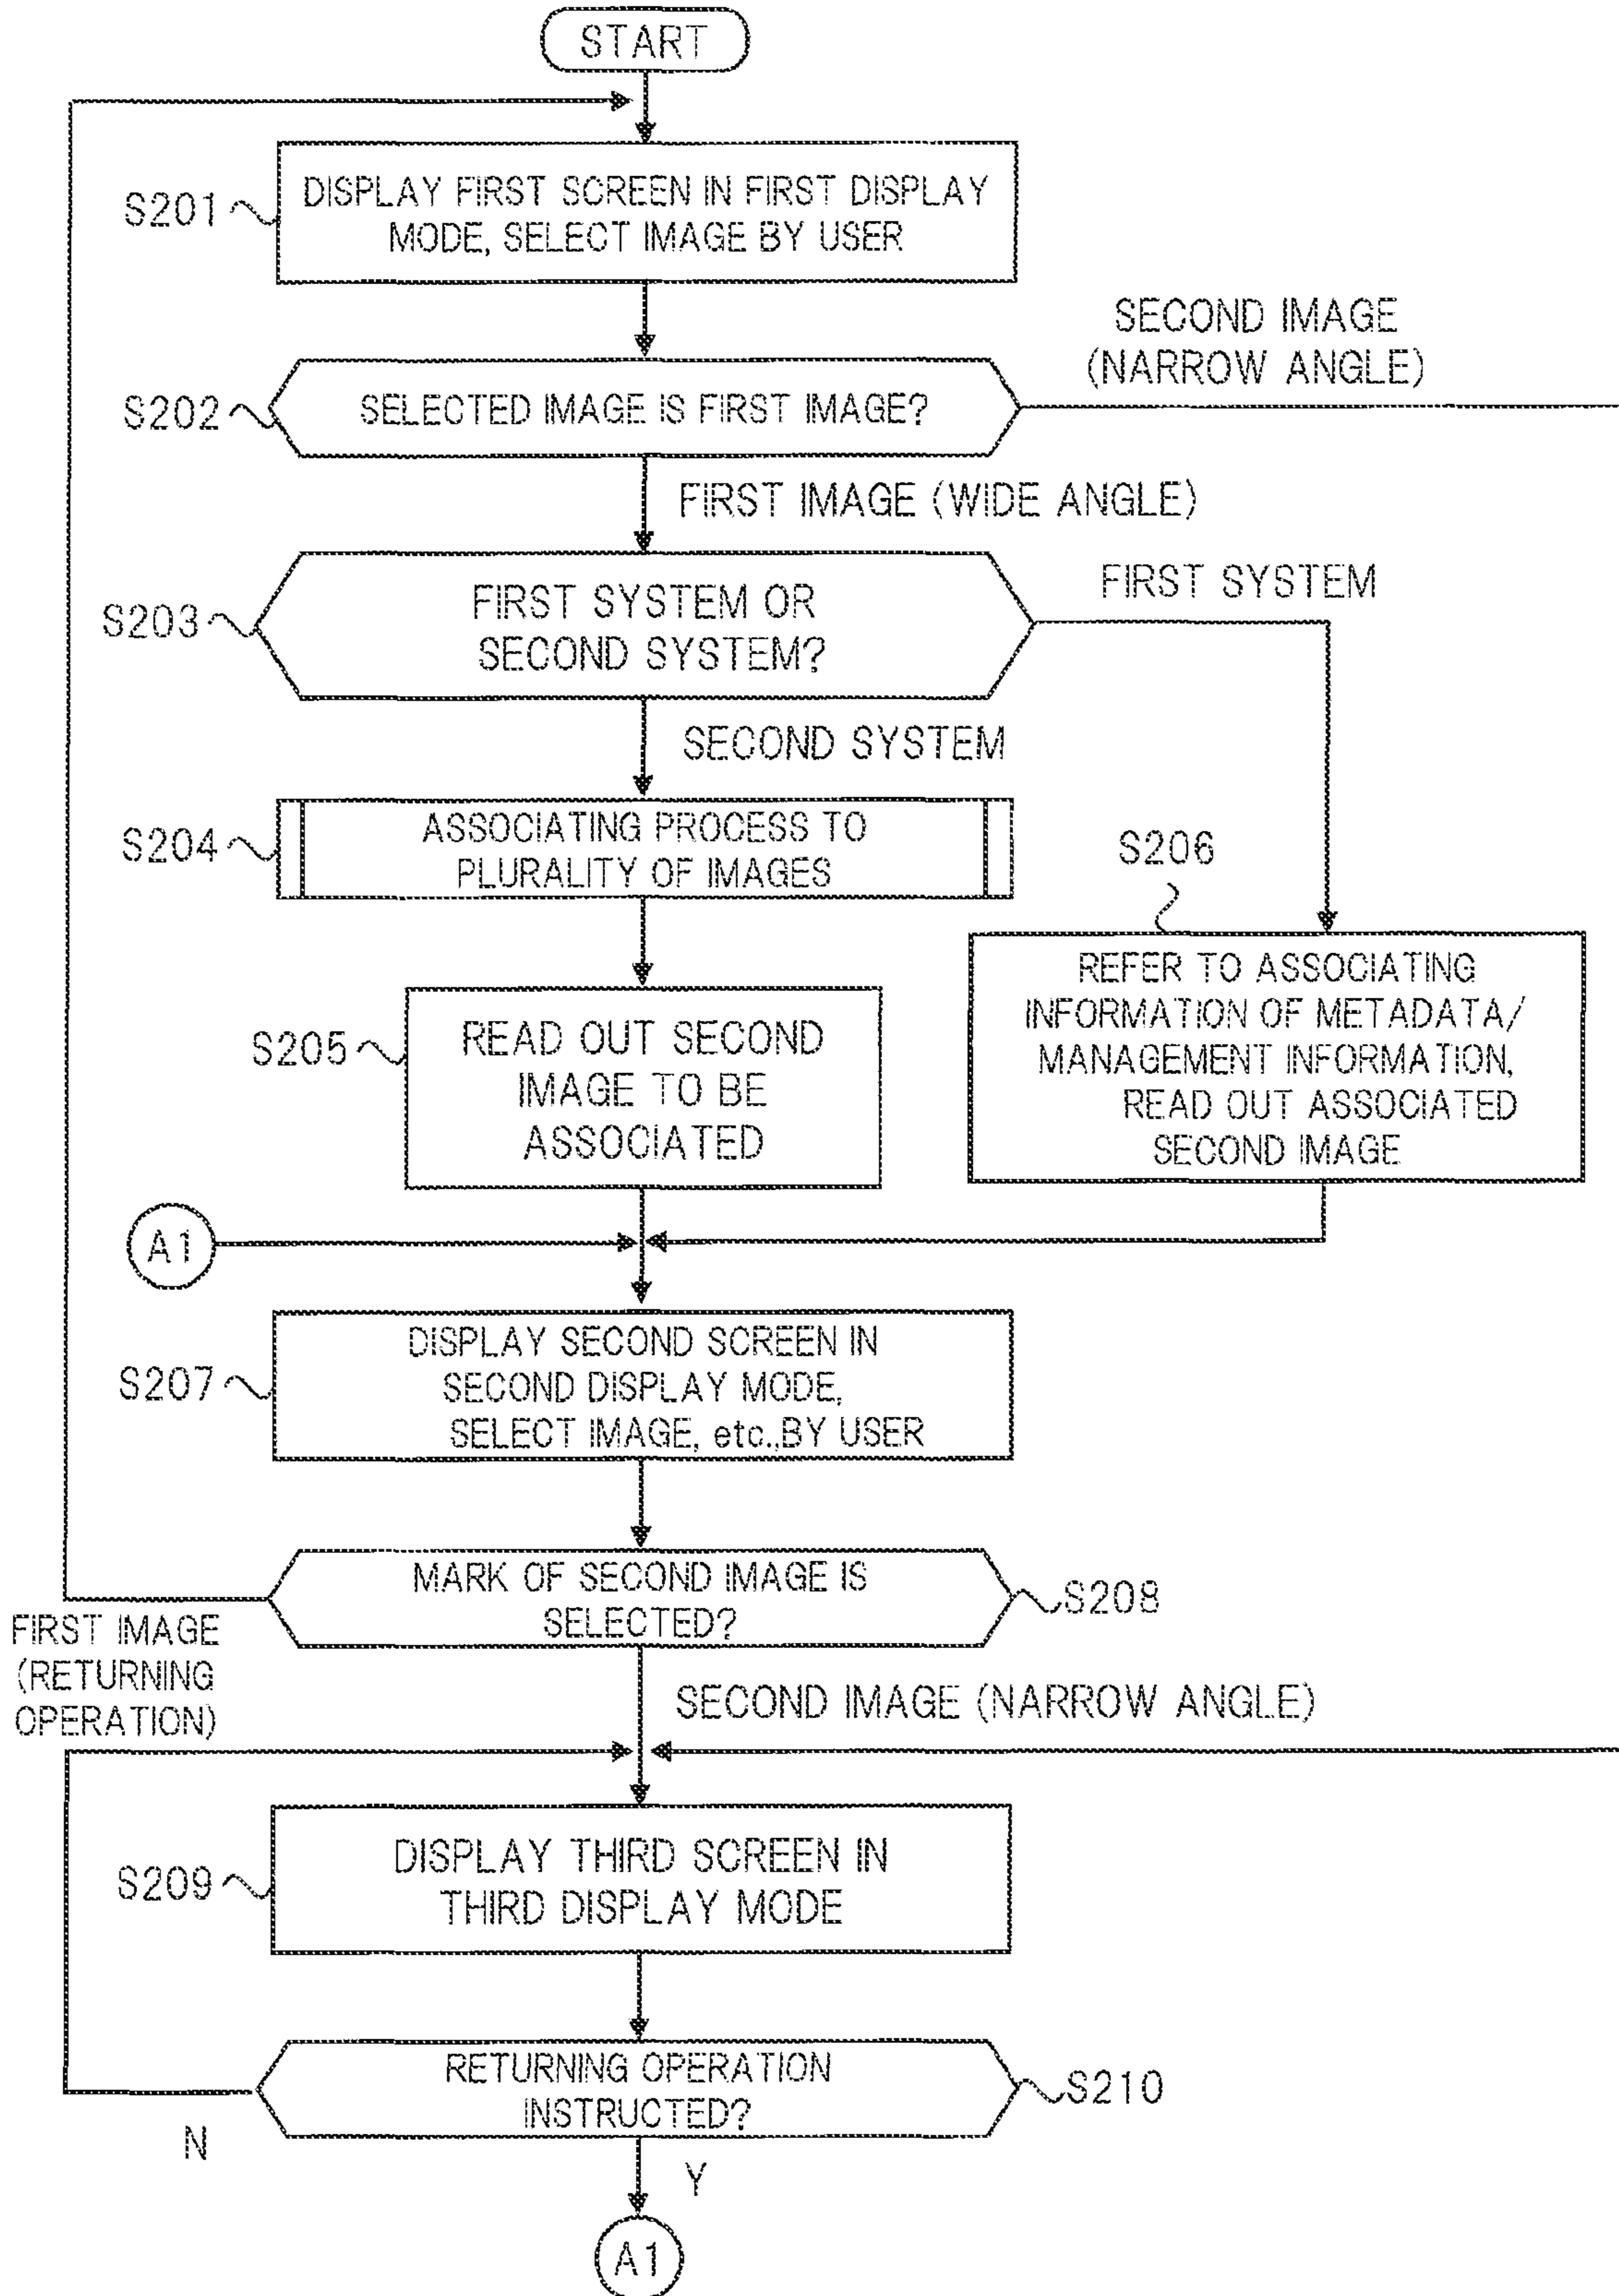 START
S201
DISPLAY FIRST SCREEN IN FIRST DISPLAY
MODE, SELECT IMAGE BY USER
SECOND IMAGE
(NARROW ANGLE)
S202
SELECTED IMAGE IS FIRST IMAGE?
FIRST IMAGE (WIDE ANGLE)
FIRST SYSTEM
S203
FIRST SYSTEM OR
SECOND SYSTEM?
SECOND SYSTEM
S204
ASSOCIATING PROCESS TO
PLURALITY OF IMAGES
S206
REFER TO ASSOCIATING
INFORMATION OF METADATA/
MANAGEMENT INFORMATION,
READ OUT ASSOCIATED
SECOND IMAGE
S205
READ OUT SECOND
IMAGE TO BE
ASSOCIATED
A1
S207
DISPLAY SECOND SCREEN IN
SECOND DISPLAY MODE,
SELECT IMAGE, etc.,BY USER
MARK OF SECOND IMAGE IS
SELECTED?
S208
FIRST IMAGE
(RETURNING
OPERATION)
SECOND IMAGE (NARROW ANGLE)
S209
DISPLAY THIRD SCREEN IN
THIRD DISPLAY MODE
RETURNING OPERATION
INSTRUCTED?
S210
N
Y
A1